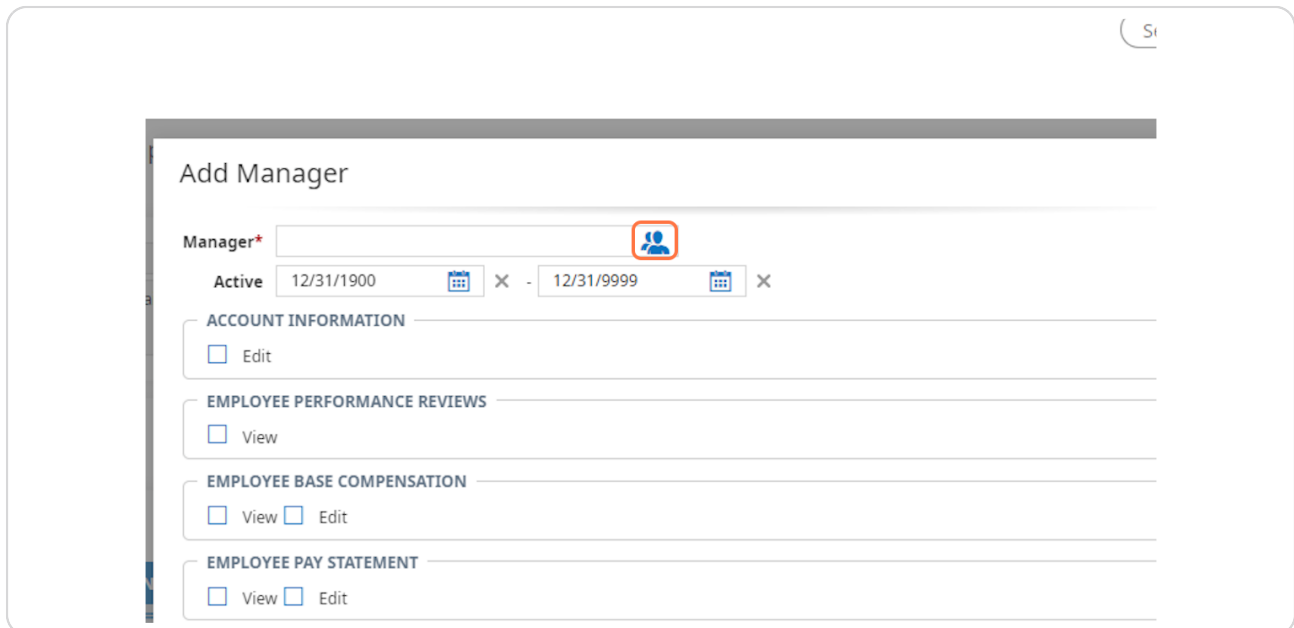 Add Manager
Manager*
Active 12/31/1900 - 12/31/9999
ACCOUNT INFORMATION
Edit
EMPLOYEE PERFORMANCE REVIEWS
View
EMPLOYEE BASE COMPENSATION
View Edit
EMPLOYEE PAY STATEMENT
View Edit